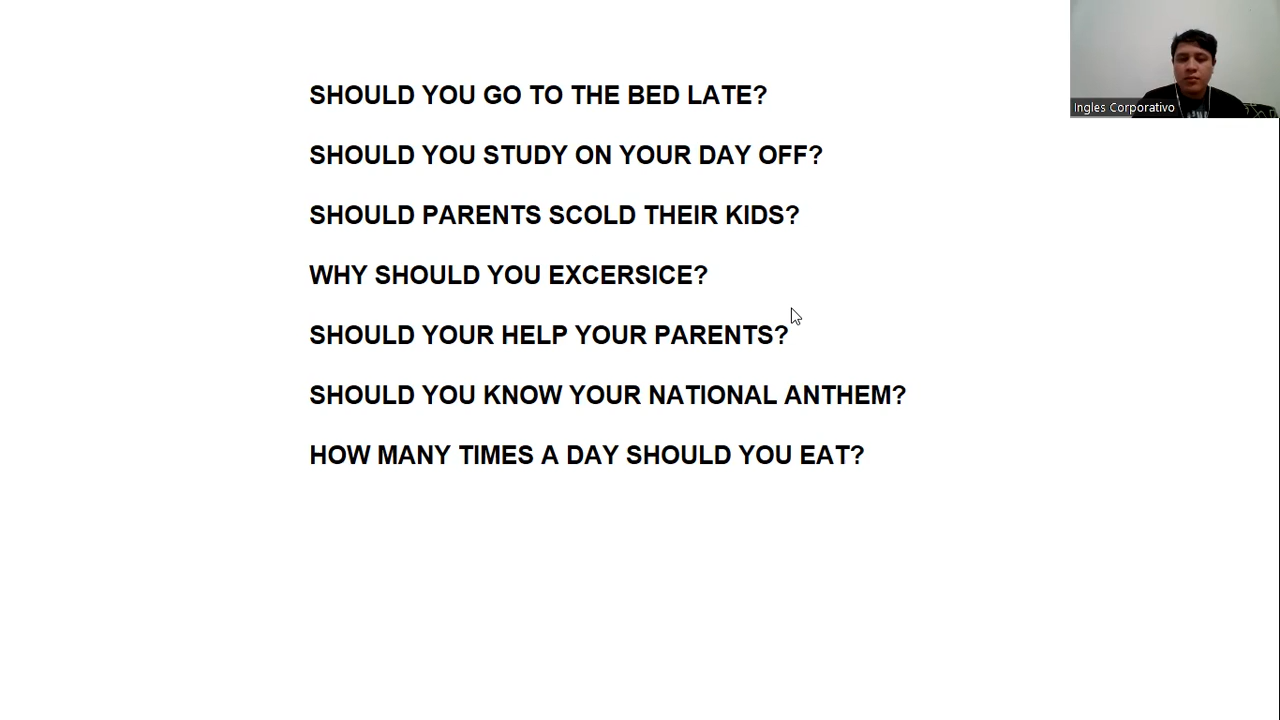 SHOULD YOU GO TO THE BED LATE?
Ingles Corporativo
SHOULD YOU STUDY ON YOUR DAY OFF?
SHOULD PARENTS SCOLD THEIR KIDS?
WHY SHOULD YOU EXCERSICE?
SHOULD YOUR HELP YOUR PARENTS?
SHOULD YOU KNOW YOUR NATIONAL ANTHEM?
HOW MANY TIMES A DAY SHOULD YOU EAT?